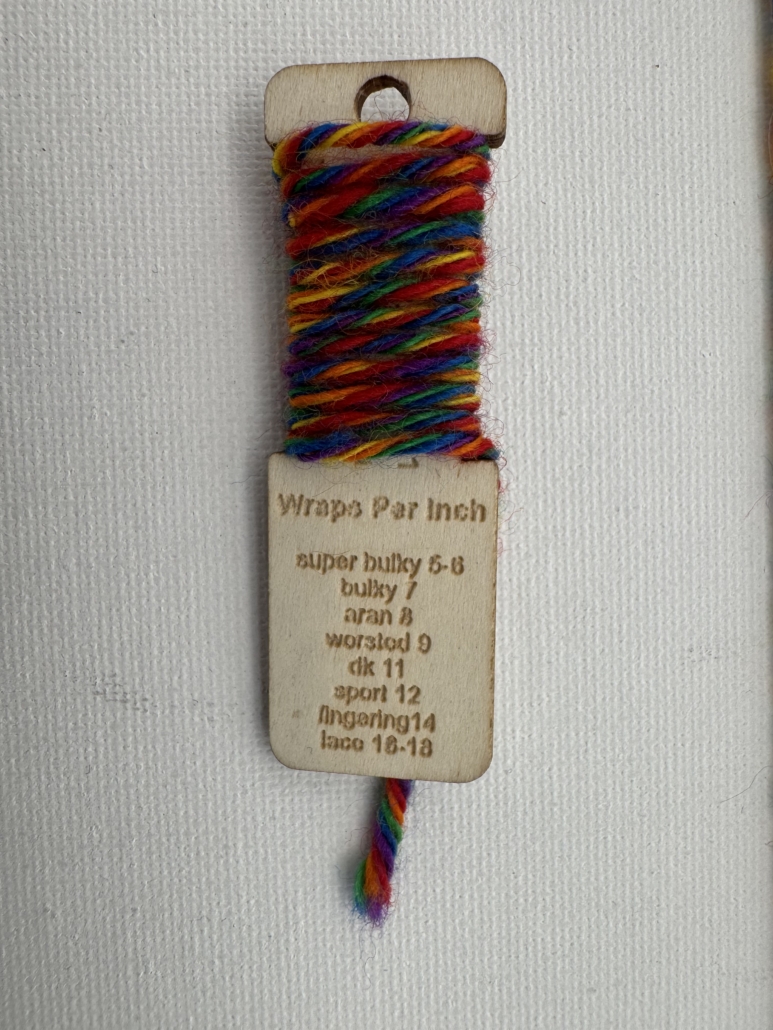 Wraps Per Inch
super bulky 5-6
bulky 7
aran 8
worsted 9
dk 11
sport 12
fingering14
lace 16-18